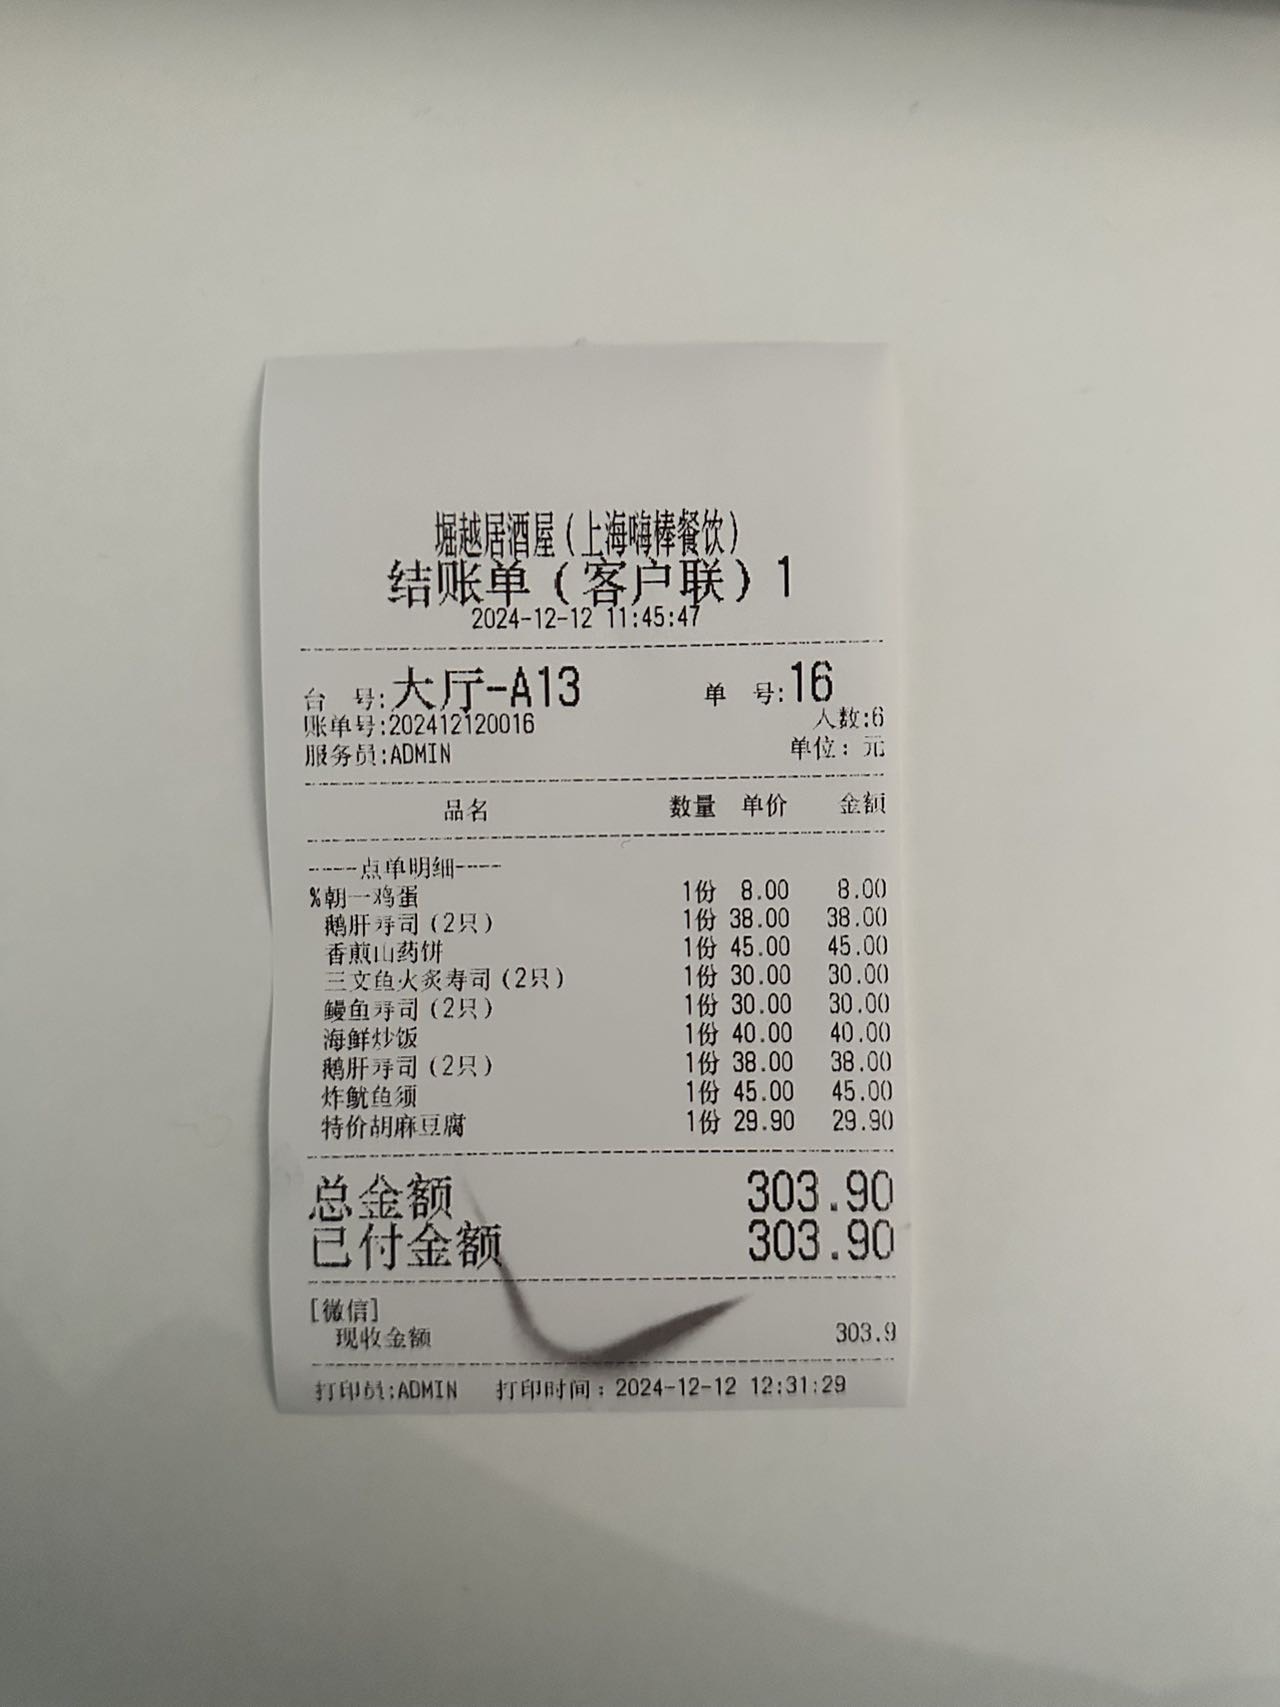 堀越居酒屋(上海嗨棒餐饮)
结账单(客户联)1
2024-12-12 11:45:47
台 号:大厅-A13 单 号:16
账单号:202412120016 人数:6
服务员:ADMIN 单位:元
品名 数量 单价 金额
-----点单明细-----
%朝一鸡蛋 1份 8.00 8.00
鹅肝寿司(2只) 1份 38.00 38.00
香煎山药饼 1份 45.00 45.00
三文鱼火炙寿司(2只) 1份 30.00 30.00
鳗鱼寿司(2只) 1份 30.00 30.00
海鲜炒饭 1份 40.00 40.00
鹅肝寿司(2只) 1份 38.00 38.00
炸鱿鱼须 1份 45.00 45.00
特价胡麻豆腐 1份 29.90 29.90
总金额 303.90
已付金额 303.90
[微信]
现收金额 303.9
打印员:ADMIN 打印时间:2024-12-12 12:31:29